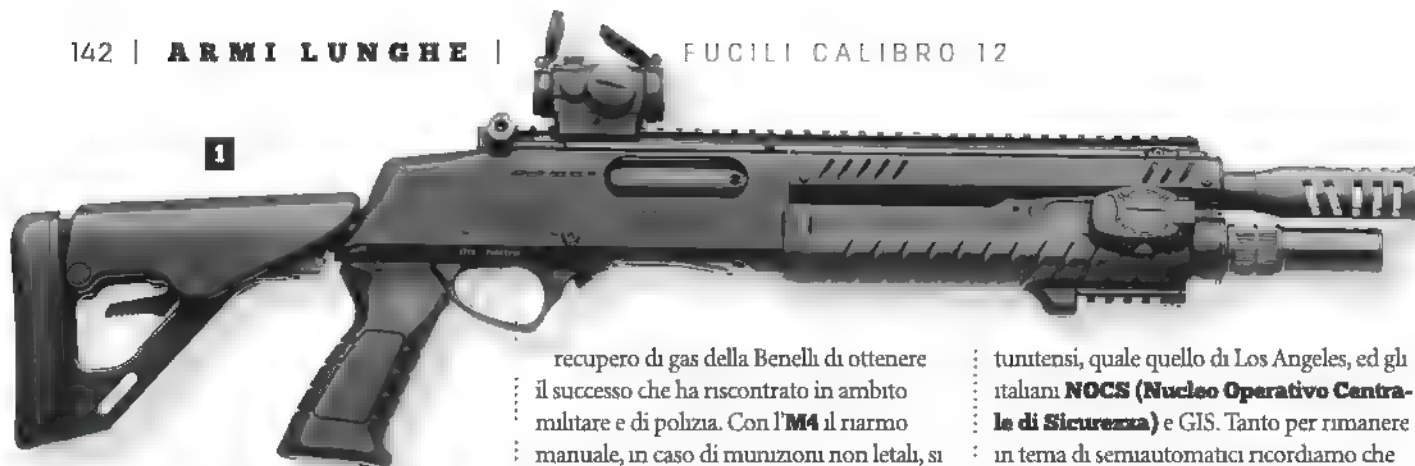 142 | ARMI LUNGHE | FUCILI CALIBRO 12
1
recupero di gas della Benelli di ottenere
il successo che ha riscontrato in ambito
militare e di polizia. Con l'M4 il riarmo
manuale, in caso di munizioni non letali, si
tunitensi, quale quello di Los Angeles, ed gli
italiani NOCS (Nucleo Operativo Centra-
le di Sicurezza) e GIS. Tanto per rimanere
in tema di semiautomatici ricordiamo che